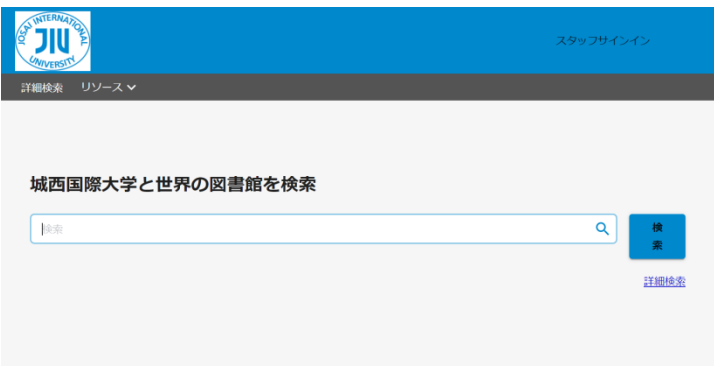 JOSAI INTERNATIONAL
JIU
UNIVERSITY
スタッフサインイン
詳細検索 リソース
城西国際大学と世界の図書館を検索
検索
検
索
詳細検索